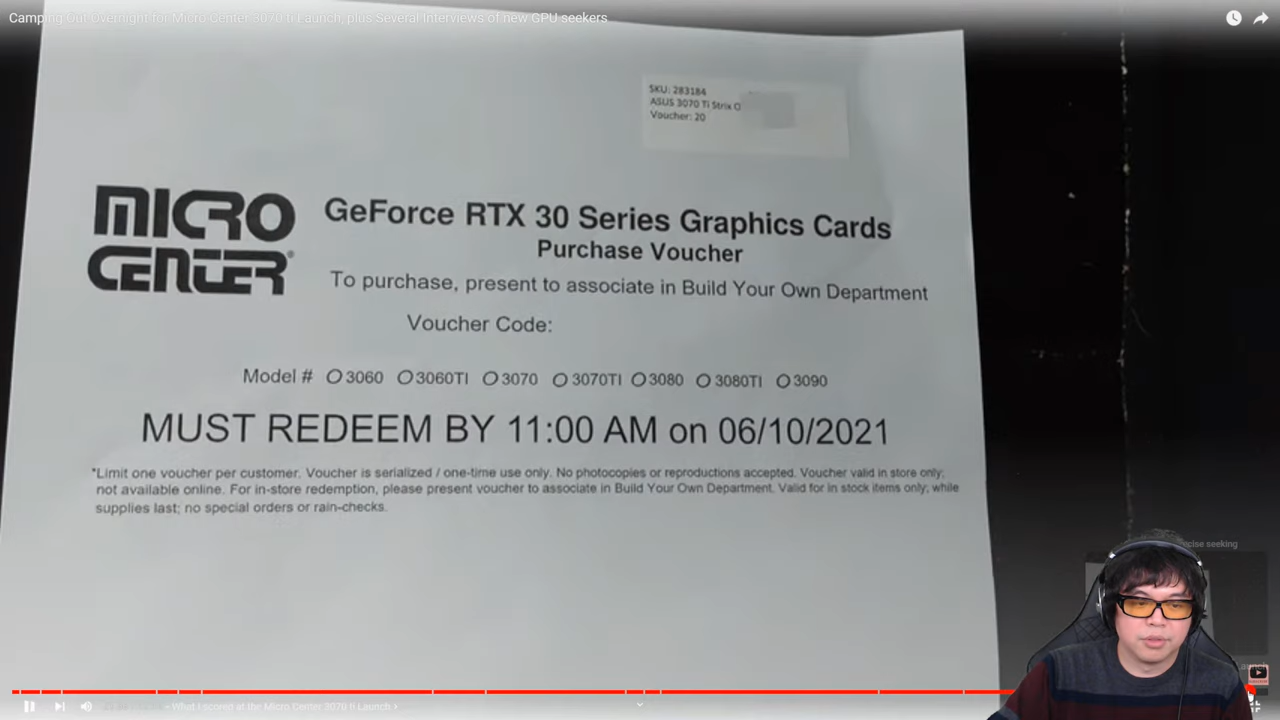 Camping Out Overnight for Micro Center 3070 ti Launch, plus Several Interviews of new GPU seekers
SKU: 283184
ASUS 3070 Ti Strix O
Voucher: 20
MICRO CENTER
GeForce RTX 30 Series Graphics Cards
Purchase Voucher
To purchase, present to associate in Build Your Own Department
Voucher Code:
Model # 3060 3060TI 3070 3070TI 3080 3080TI 3090
MUST REDEEM BY 11:00 AM on 06/10/2021
*Limit one voucher per customer. Voucher is serialized / one-time use only. No photocopies or reproductions accepted. Voucher valid in store only;
not available online. For in-store redemption, please present voucher to associate in Build Your Own Department. Valid for in stock items only; while
supplies last; no special orders or rain-checks.
seeking
What I scored at the Micro Center 3070 ti Launch